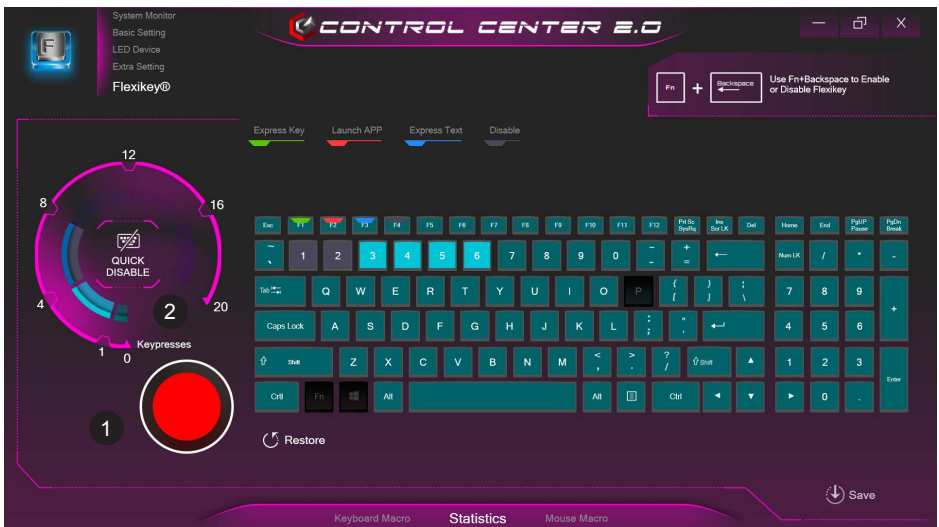 System Monitor
Basic Setting
LED Device
Extra Setting
Flexikey®
F
CONTROL CENTER 2.0
X
Fn + Backspace
Use Fn+Backspace to Enable
or Disable Flexikey
Express Key Launch APP Express Text Disable
12
8 16
QUICK
DISABLE
4 20
2
1 0 Keypresses
1
Esc F1 F2 F3 F4 F5 F6 F7 F8 F9 F10 F11 F12 Prt Sc SysRq Ins Scr LK Del Home End PgUP Pause PgDn Break
~ ` 1 2 3 4 5 6 7 8 9 0 — - + = ← Num LK / * -
Tab Q W E R T Y U I O P { [ } ] ¦ \ 7 8 9 +
Caps Lock A S D F G H J K L : ; " ' 4 5 6
⇧ Shift Z X C V B N M < , > . ? / ⇧ Shift ▲ 1 2 3 Enter
Crtl Fn Alt Alt Ctrl ◄ ▼ ► 0 .
Restore
Save
Keyboard Macro Statistics Mouse Macro